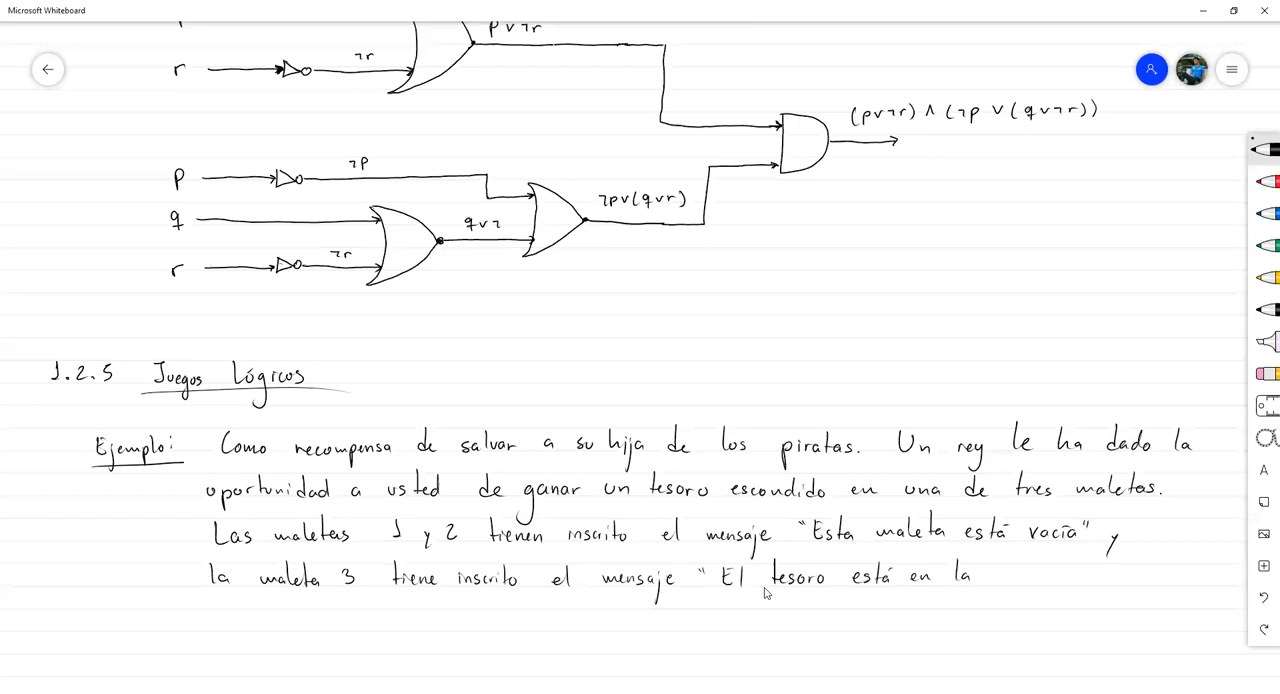 Microsoft Whiteboard
p∨¬r
r
¬r
(p∨¬r) ∧ (¬p ∨ (q∨¬r))
p
¬p
q
q∨¬
¬p∨(q∨r)
r
¬r
1.2.5 Juegos Lógicos
Ejemplo: Como recompensa de salvar a su hija de los piratas. Un rey le ha dado la
oportunidad a usted de ganar un tesoro escondido en una de tres maletas.
Las maletas 1 y 2 tienen inscrito el mensaje "Esta maleta está vacía" y
la maleta 3 tiene inscrito el mensaje "El tesoro está en la
A